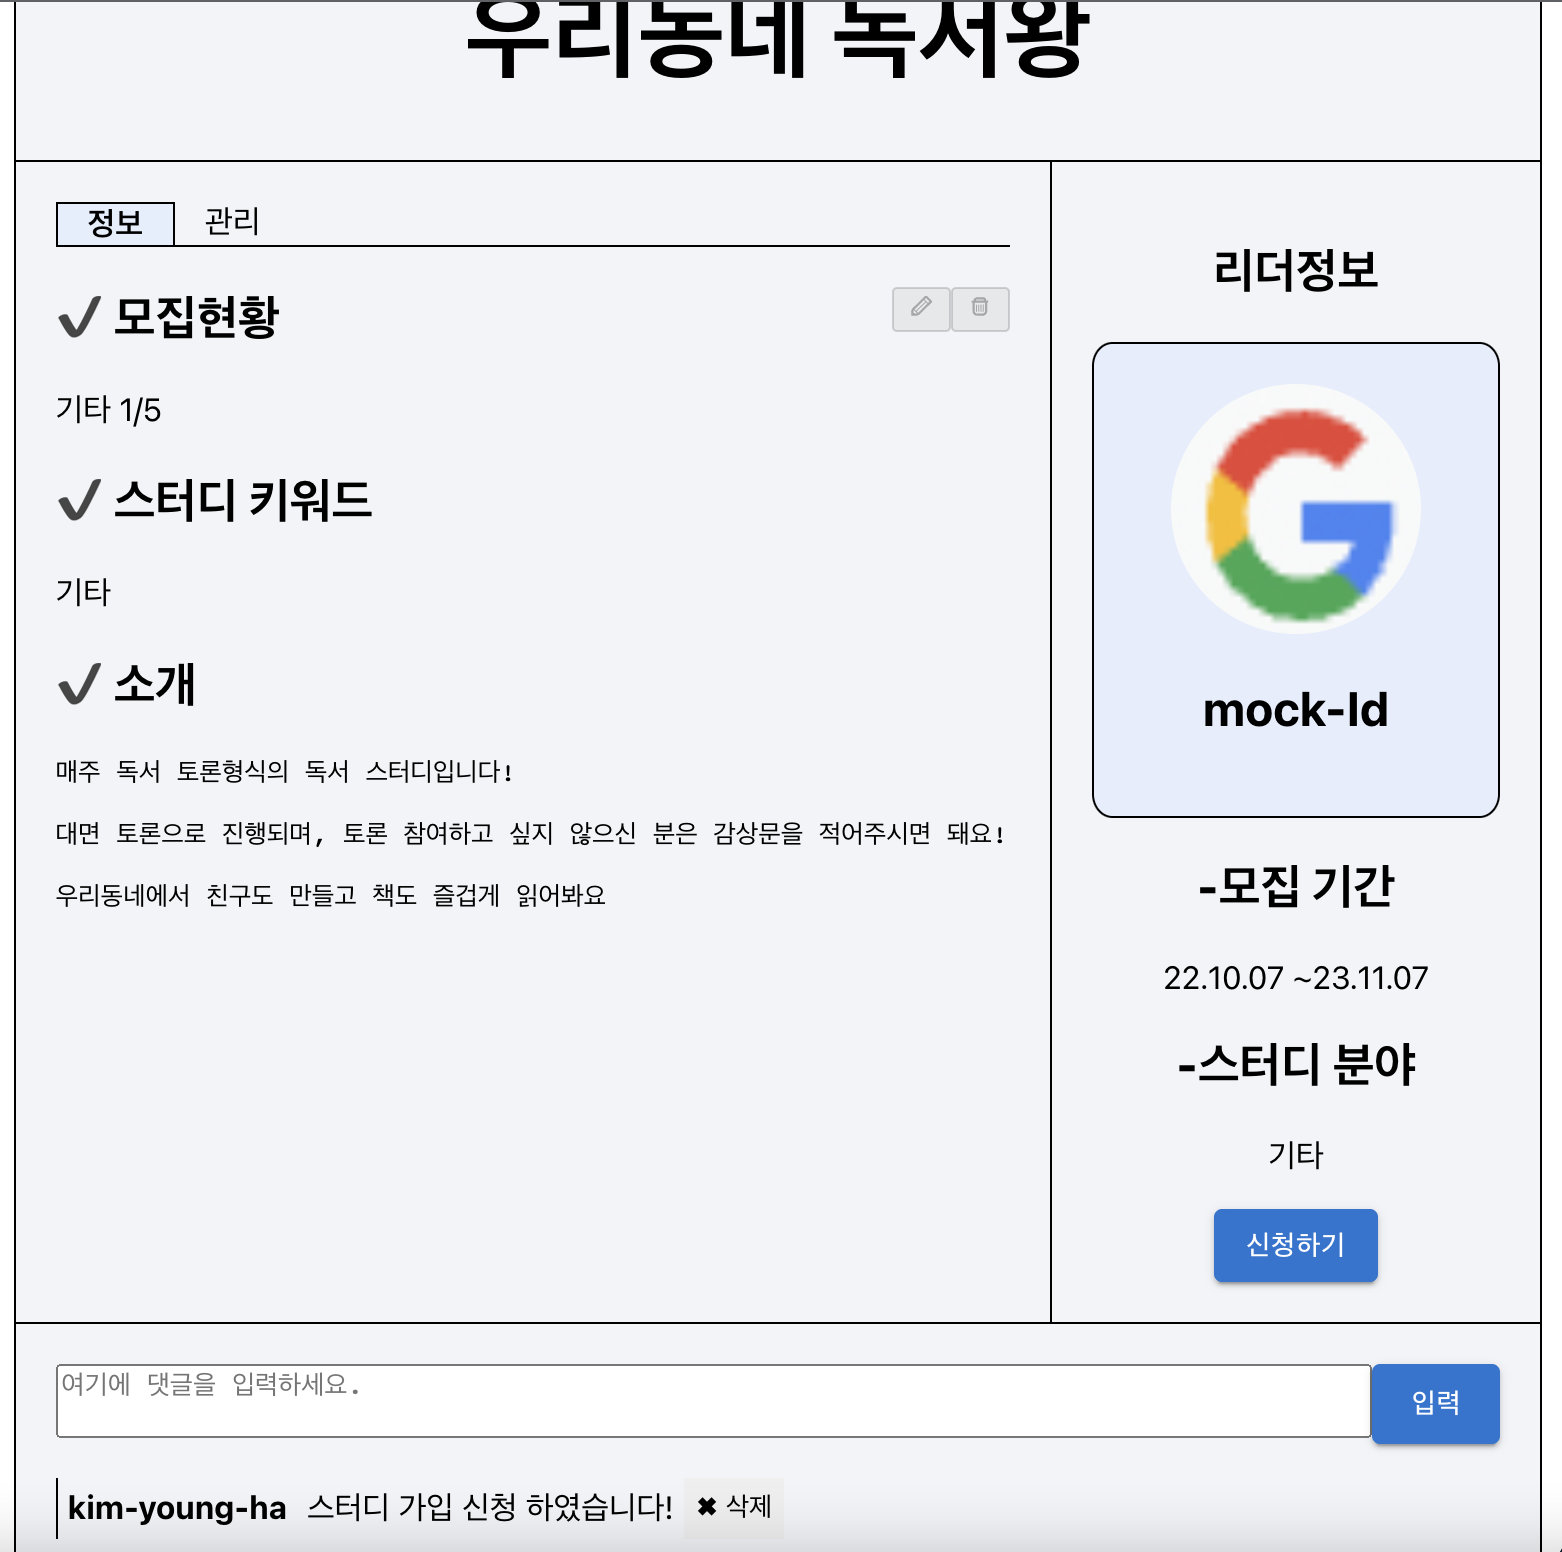 우리동네 독서왕
정보 관리
✔ 모집현황
기타 1/5
✔ 스터디 키워드
기타
✔ 소개
매주 독서 토론형식의 독서 스터디입니다!
대면 토론으로 진행되며, 토론 참여하고 싶지 않으신 분은 감상문을 적어주시면 돼요!
우리동네에서 친구도 만들고 책도 즐겁게 읽어봐요
리더정보
mock-Id
-모집 기간
22.10.07 ~23.11.07
-스터디 분야
기타
신청하기
여기에 댓글을 입력하세요.
입력
kim-young-ha 스터디 가입 신청 하였습니다! ✖ 삭제